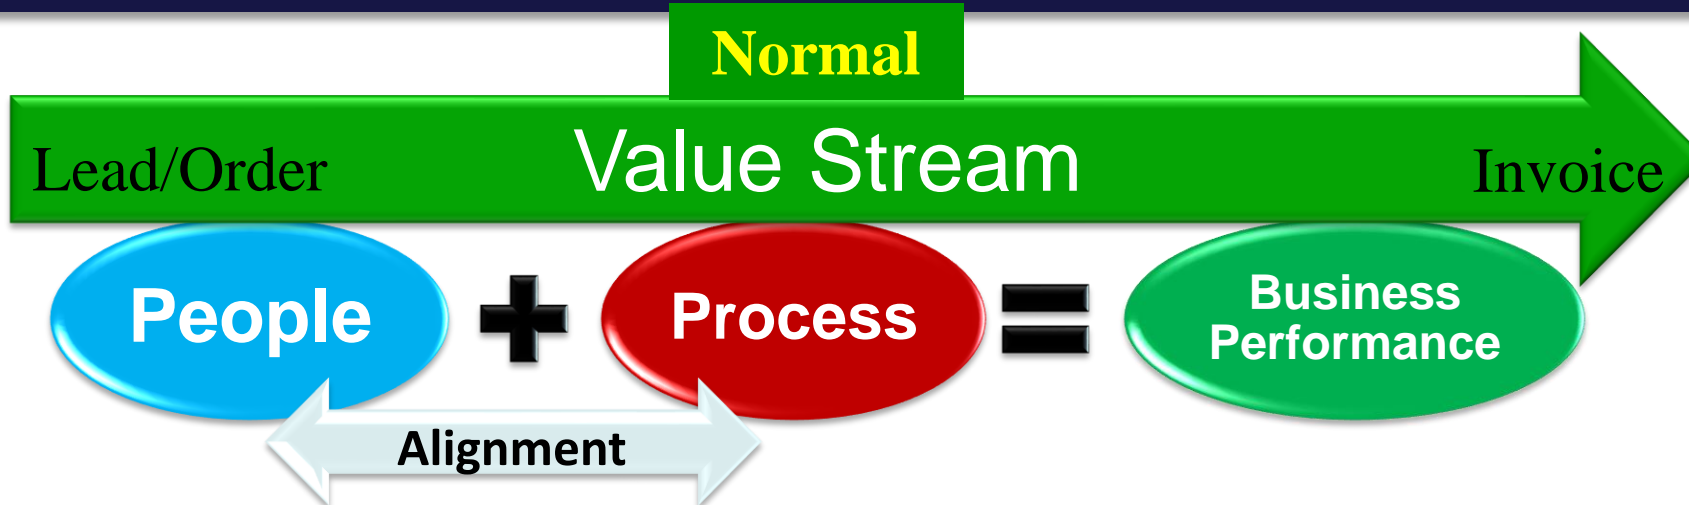 Normal
Lead/Order
Value Stream
Invoice
People
Process
Business
Performance
Alignment